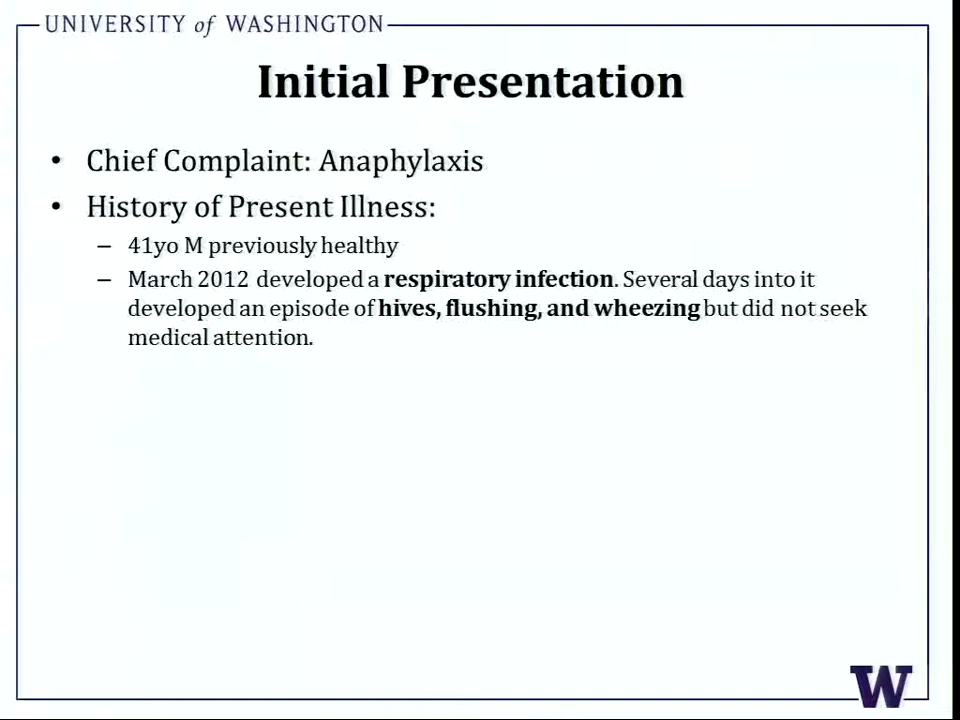 UNIVERSITY of WASHINGTON
Initial Presentation
• Chief Complaint: Anaphylaxis
• History of Present Illness:
– 41yo M previously healthy
– March 2012 developed a respiratory infection. Several days into it
developed an episode of hives, flushing, and wheezing but did not seek
medical attention.
W